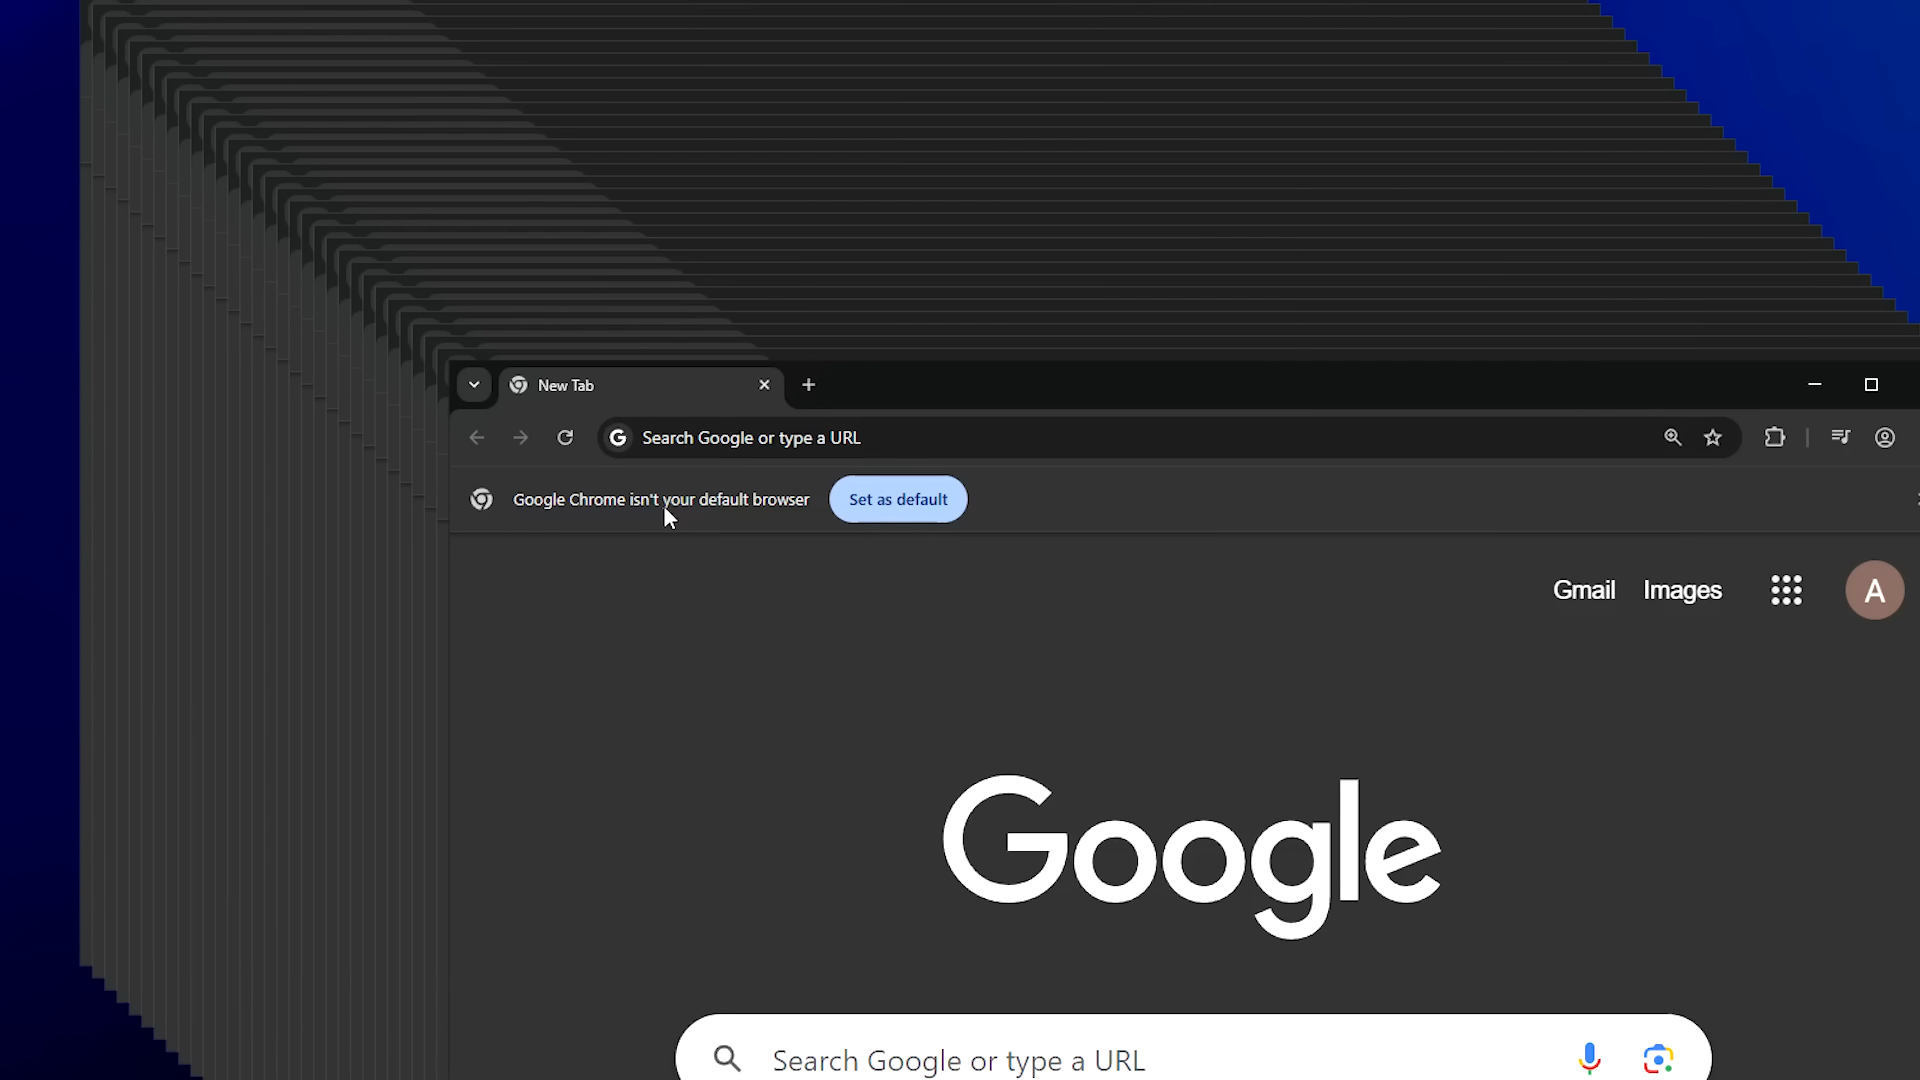 New Tab
Search Google or type a URL
Google Chrome isn't your default browser Set as default
Gmail Images A
Google
Search Google or type a URL